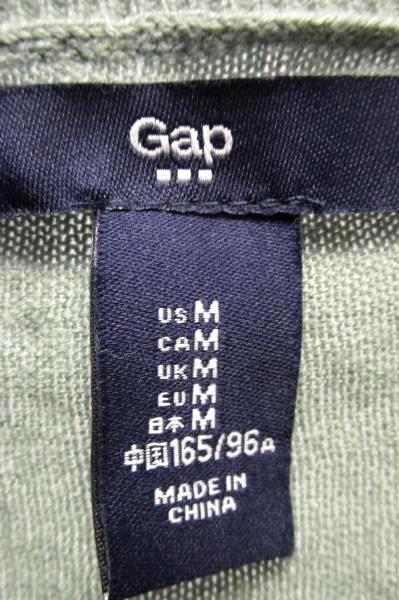 Gap
US M
CA M
UK M
EU M
日本 M
中国 165/96A
MADE IN
CHINA